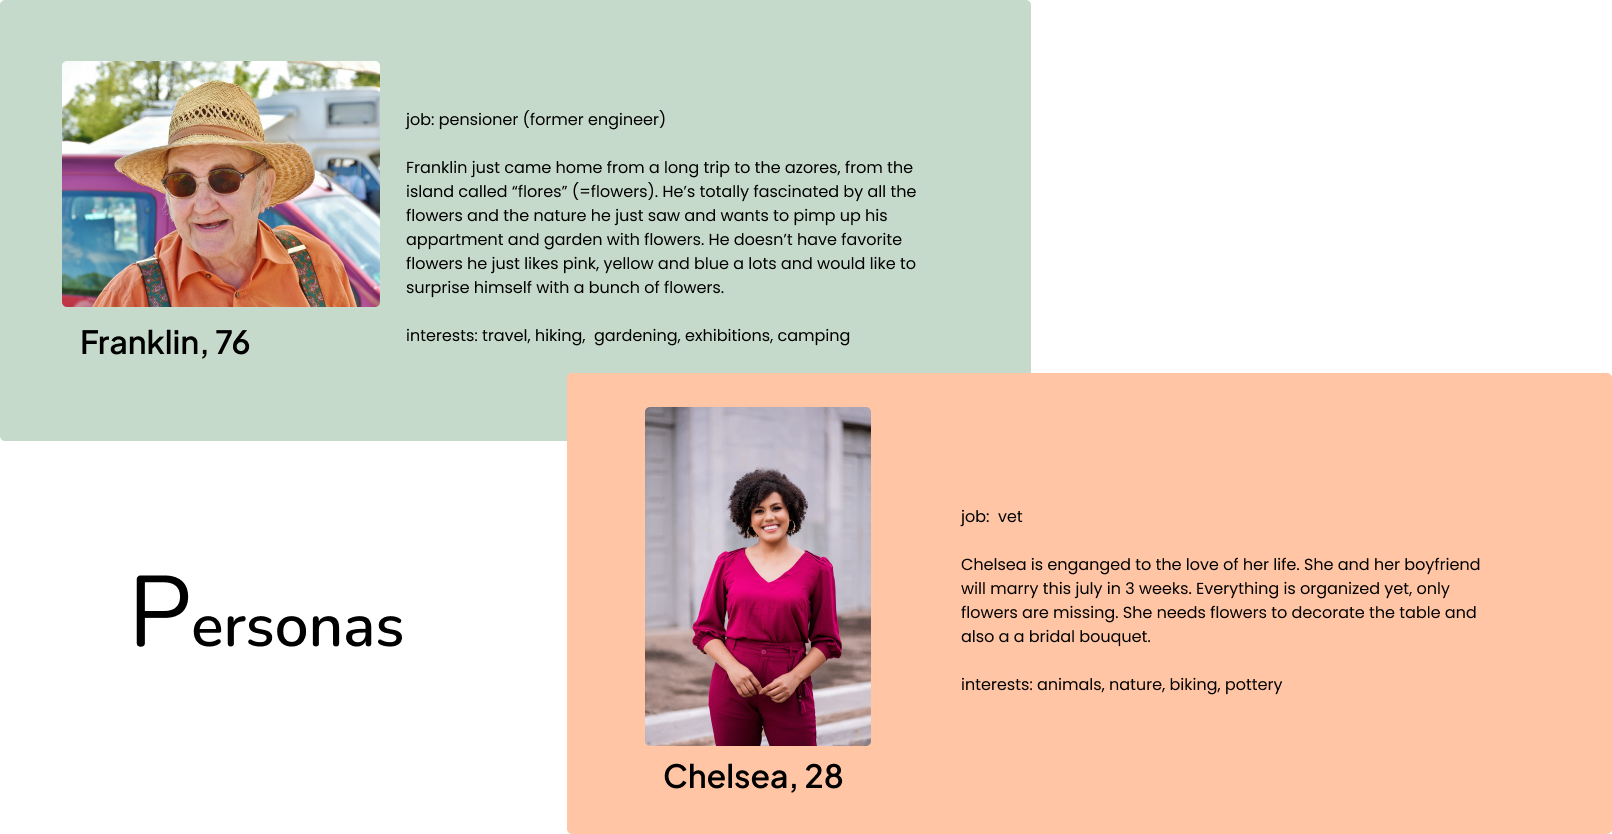 job: pensioner (former engineer)
Franklin just came home from a long trip to the azores, from the
island called “flores” (=flowers). He’s totally fascinated by all the
flowers and the nature he just saw and wants to pimp up his
appartment and garden with flowers. He doesn’t have favorite
flowers he just likes pink, yellow and blue a lots and would like to
surprise himself with a bunch of flowers.
interests: travel, hiking,  gardening, exhibitions, camping
Franklin, 76
Personas
job:  vet
Chelsea is enganged to the love of her life. She and her boyfriend
will marry this july in 3 weeks. Everything is organized yet, only
flowers are missing. She needs flowers to decorate the table and
also a a bridal bouquet.
interests: animals, nature, biking, pottery
Chelsea, 28